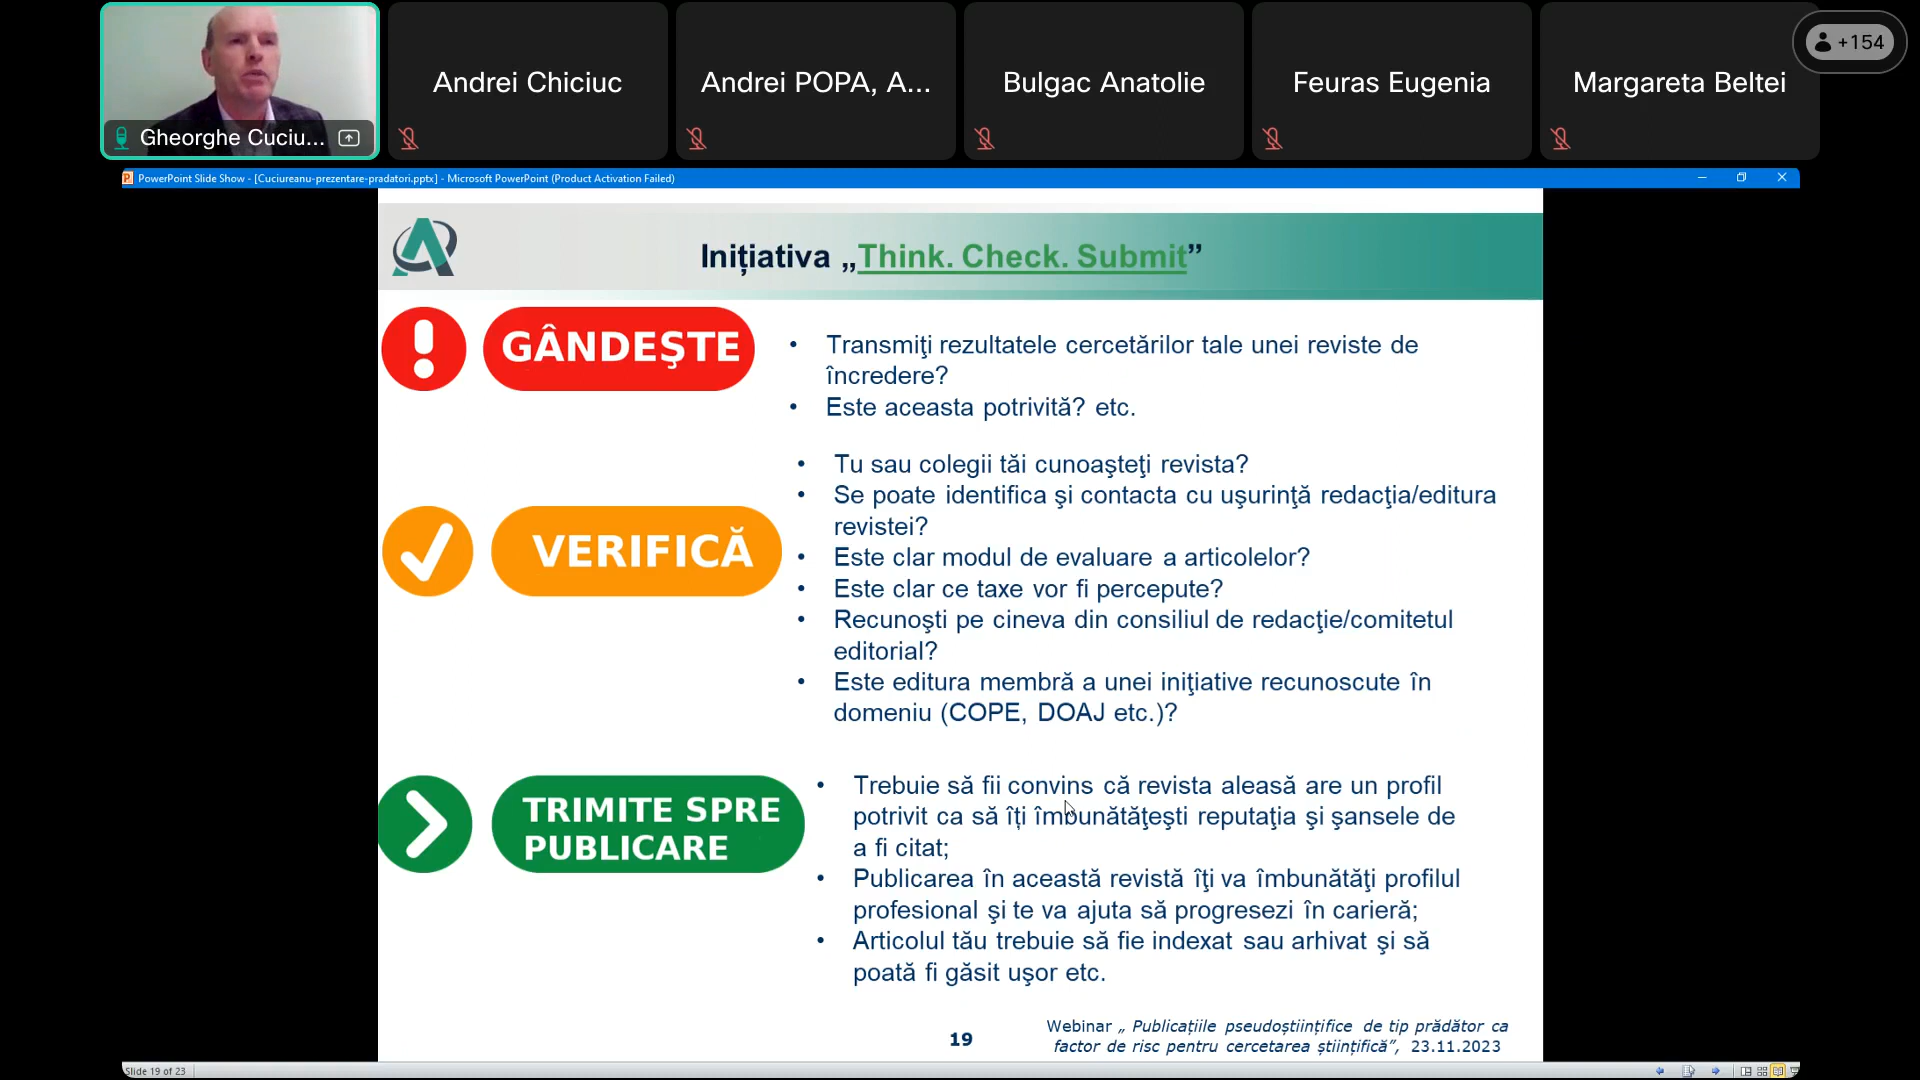 Gheorghe Cuciu...
Andrei Chiciuc
Andrei POPA, A...
Bulgac Anatolie
Feuras Eugenia
Margareta Beltei
+154
PowerPoint Slide Show - [Cuciureanu-prezentare-pradatori.pptx] - Microsoft PowerPoint (Product Activation Failed)
Inițiativa „Think. Check. Submit”
GÂNDEŞTE
Transmiţi rezultatele cercetărilor tale unei reviste de
încredere?
Este aceasta potrivită? etc.
VERIFICĂ
Tu sau colegii tăi cunoaşteţi revista?
Se poate identifica şi contacta cu uşurinţă redacţia/editura
revistei?
Este clar modul de evaluare a articolelor?
Este clar ce taxe vor fi percepute?
Recunoşti pe cineva din consiliul de redacţie/comitetul
editorial?
Este editura membră a unei iniţiative recunoscute în
domeniu (COPE, DOAJ etc.)?
TRIMITE SPRE
PUBLICARE
Trebuie să fii convins că revista aleasă are un profil
potrivit ca să îți îmbunătăţeşti reputaţia şi şansele de
a fi citat;
Publicarea în această revistă îţi va îmbunătăţi profilul
profesional şi te va ajuta să progresezi în carieră;
Articolul tău trebuie să fie indexat sau arhivat şi să
poată fi găsit uşor etc.
19
Webinar „ Publicațiile pseudoștiințifice de tip prădător ca
factor de risc pentru cercetarea științifică”, 23.11.2023
Slide 19 of 23